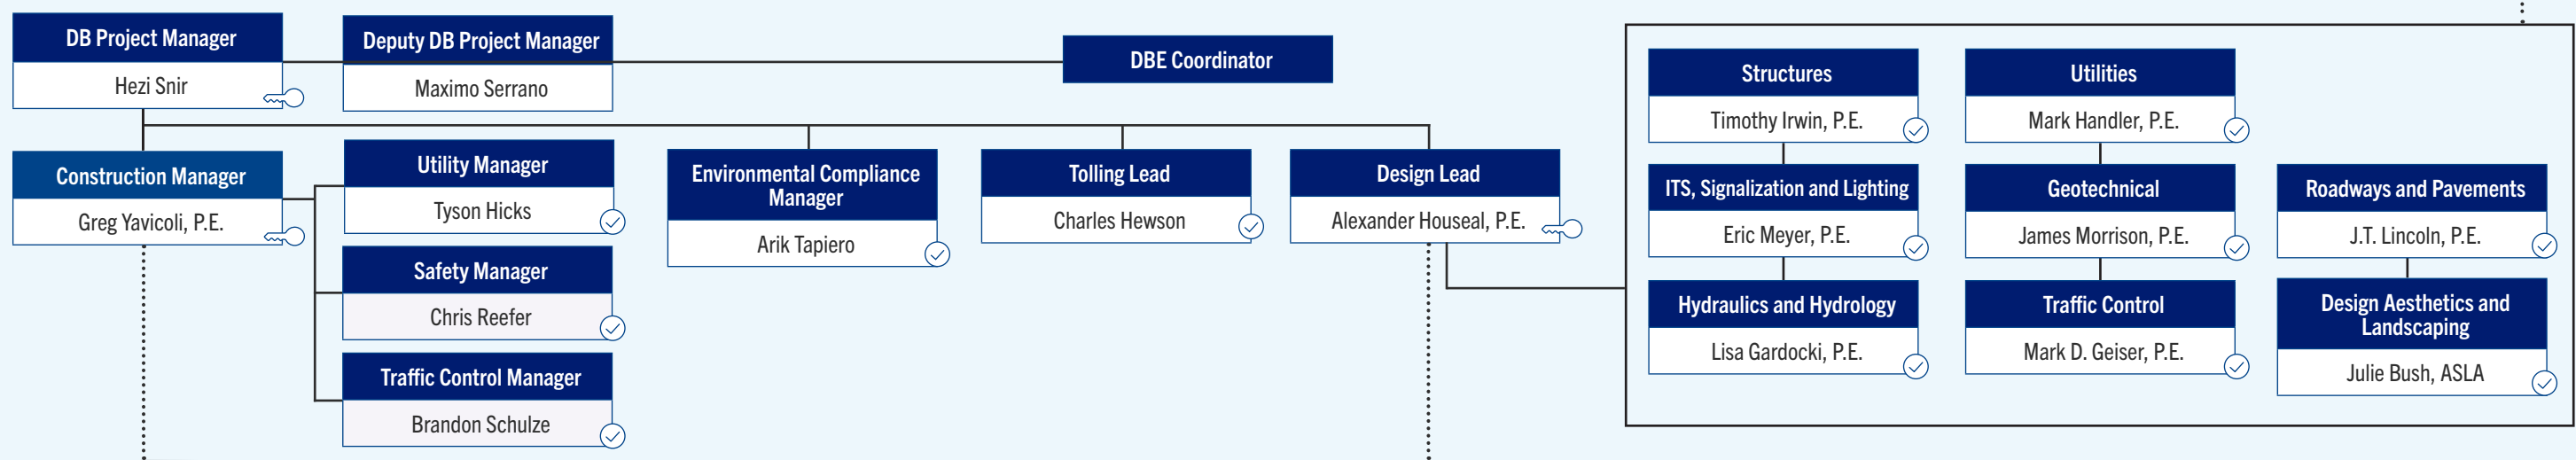 DB Project Manager
Hezi Snir
Deputy DB Project Manager
Maximo Serrano
DBE Coordinator
Construction Manager
Greg Yavicoli, P.E.
Utility Manager
Tyson Hicks
Safety Manager
Chris Reefer
Traffic Control Manager
Brandon Schulze
Environmental Compliance
Manager
Arik Tapiero
Tolling Lead
Charles Hewson
Design Lead
Alexander Houseal, P.E.
Structures
Timothy Irwin, P.E.
ITS, Signalization and Lighting
Eric Meyer, P.E.
Hydraulics and Hydrology
Lisa Gardocki, P.E.
Utilities
Mark Handler, P.E.
Geotechnical
James Morrison, P.E.
Traffic Control
Mark D. Geiser, P.E.
Roadways and Pavements
J.T. Lincoln, P.E.
Design Aesthetics and
Landscaping
Julie Bush, ASLA